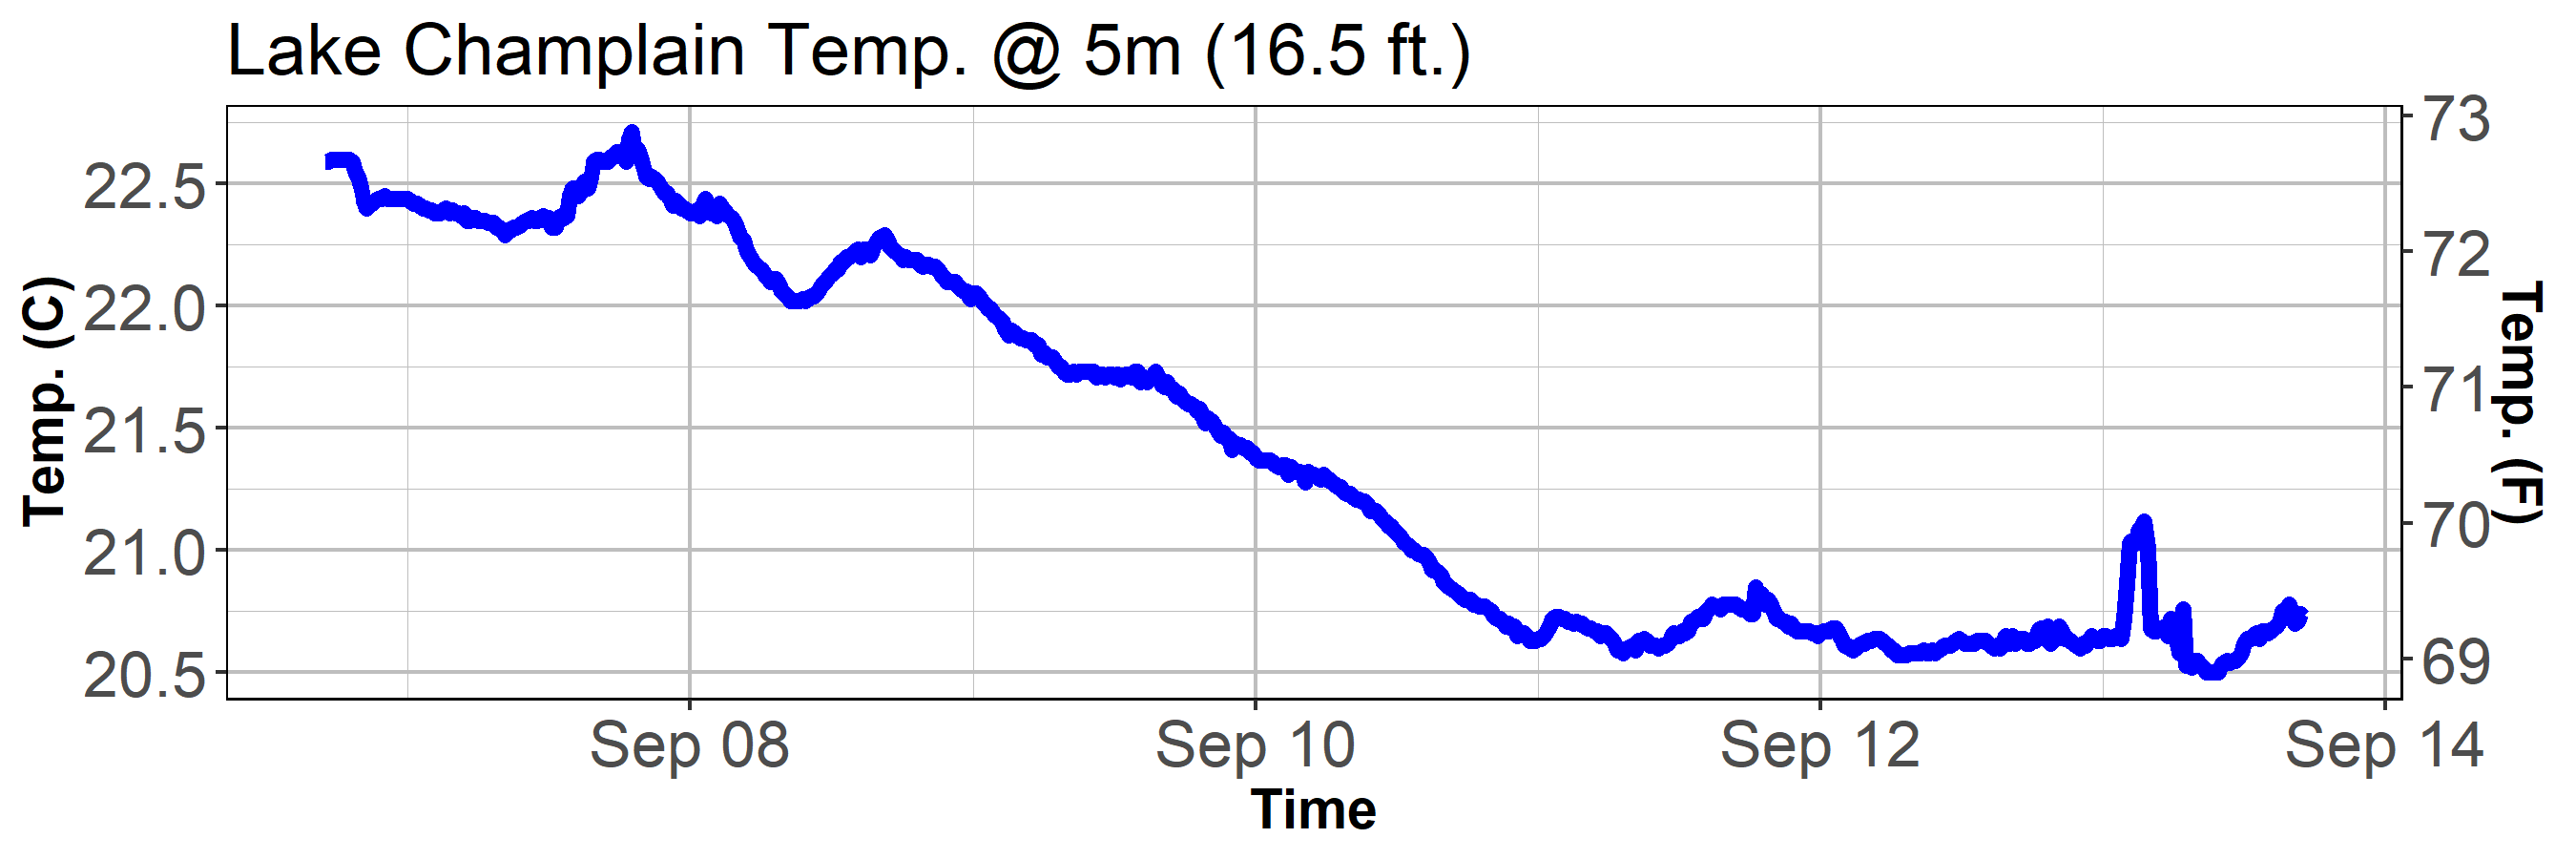 Lake Champlain Temp. @ 5m (16.5 ft.)
Temp. (C)
22.5
22.0
21.5
21.0
20.5
73
72
71
70
69
Temp. (F)
Sep 08
Sep 10
Sep 12
Sep 14
Time